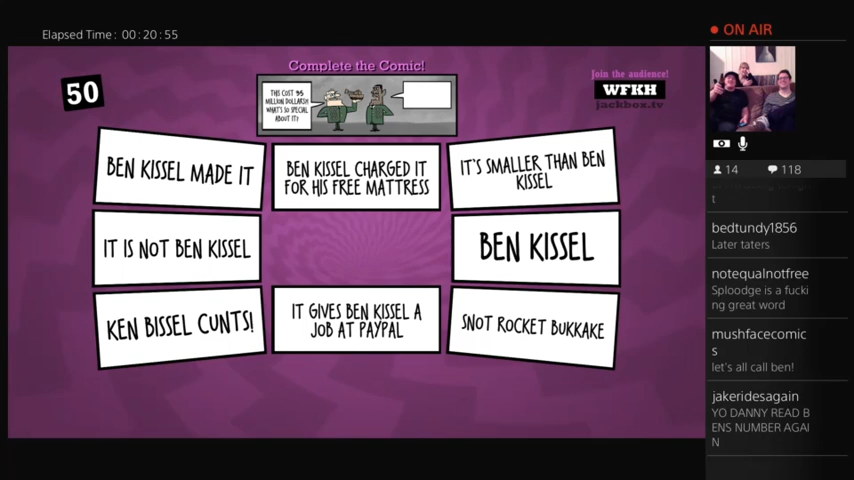 Elapsed Time : 00:20:55
ON AIR
Complete the Comic!
50
THIS COST 35
MILLION DOLLARS!!
WHAT'S SO SPECIAL
ABOUT IT?
Join the audience!
WFKH
jackbox.tv
BEN KISSEL MADE IT
BEN KISSEL CHARGED IT
FOR HIS FREE MATTRESS
IT'S SMALLER THAN BEN
KISSEL
IT IS NOT BEN KISSEL
BEN KISSEL
KEN BISSEL CUNTS!
IT GIVES BEN KISSEL A
JOB AT PAYPAL
SNOT ROCKET BUKKAKE
14
118
t
bedtundy1856
Later taters
notequalnotfree
Sploodge is a fucki
ng great word
mushfacecomic
s
let's all call ben!
jakeridesagain
YO DANNY READ B
ENS NUMBER AGAI
N